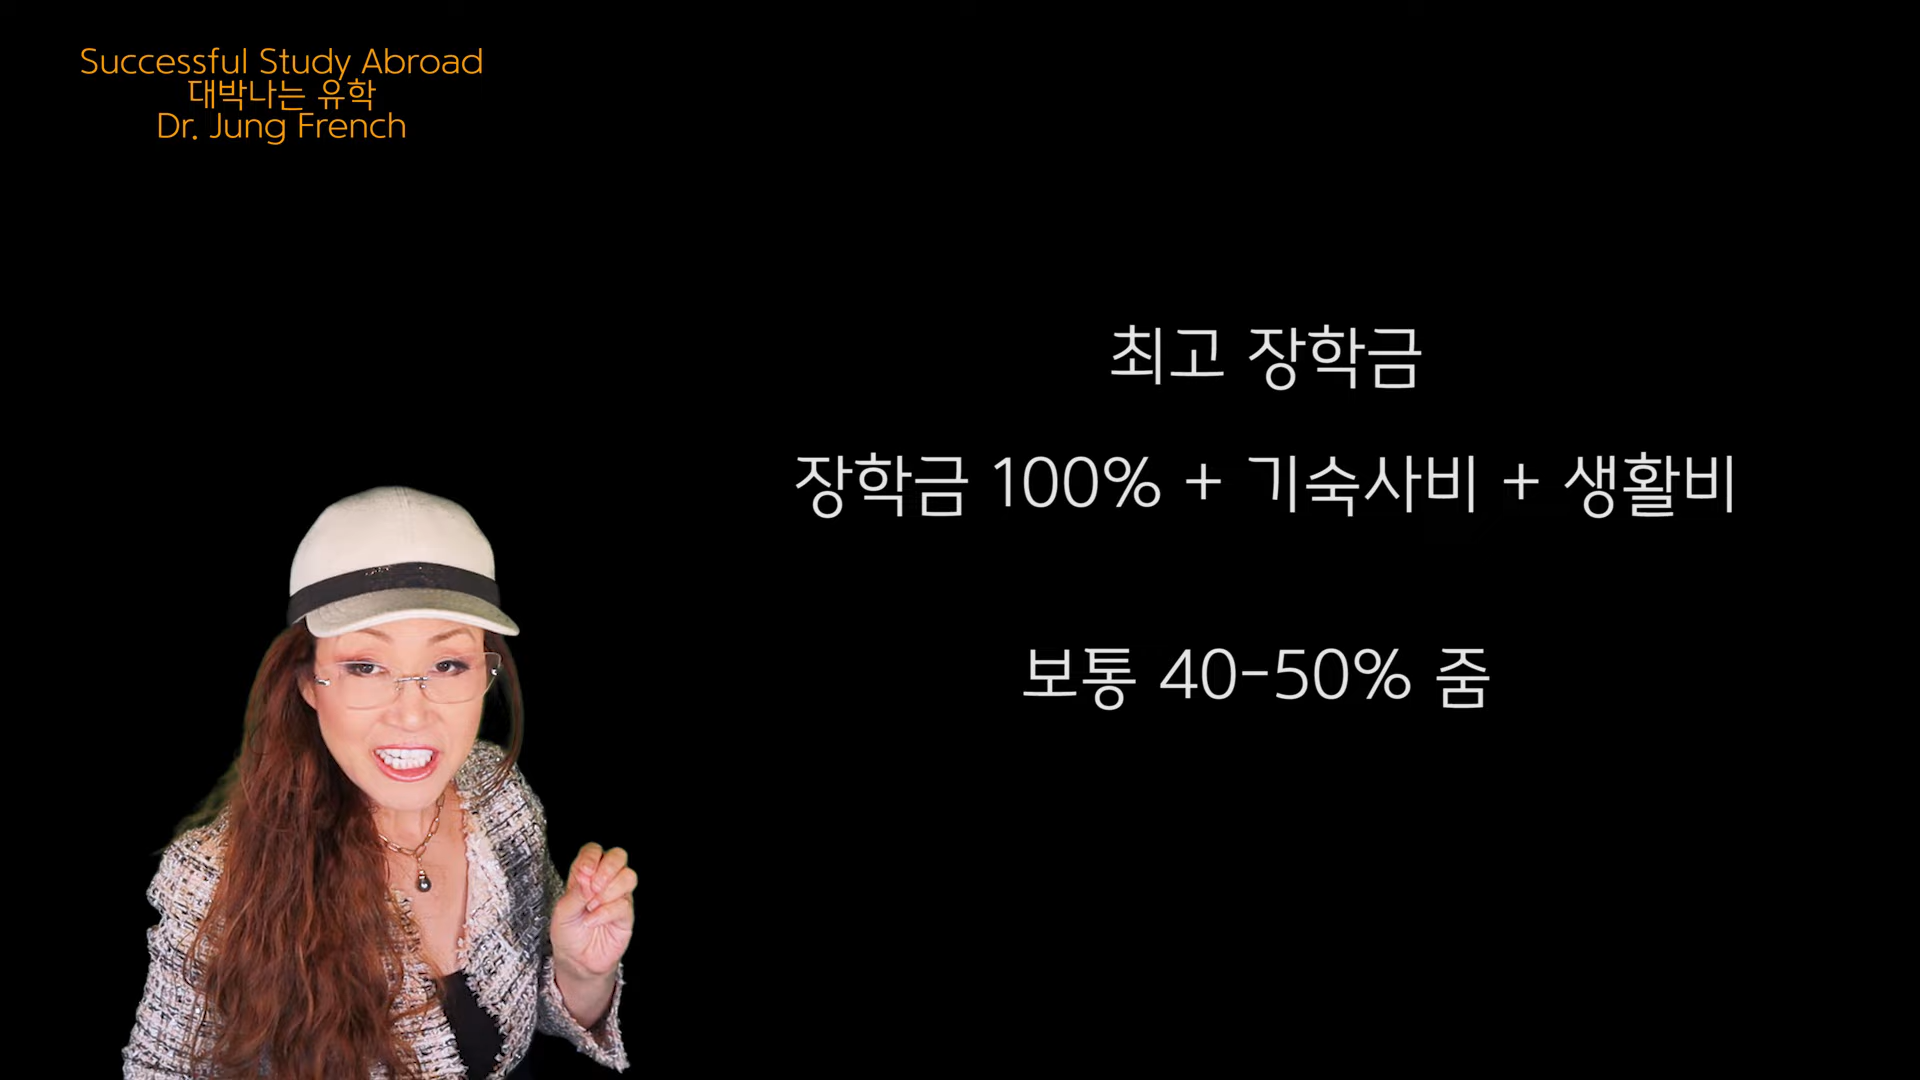 Successful Study Abroad
대박나는 유학
Dr. Jung French
최고 장학금
장학금 100% + 기숙사비 + 생활비
보통 40-50% 줌